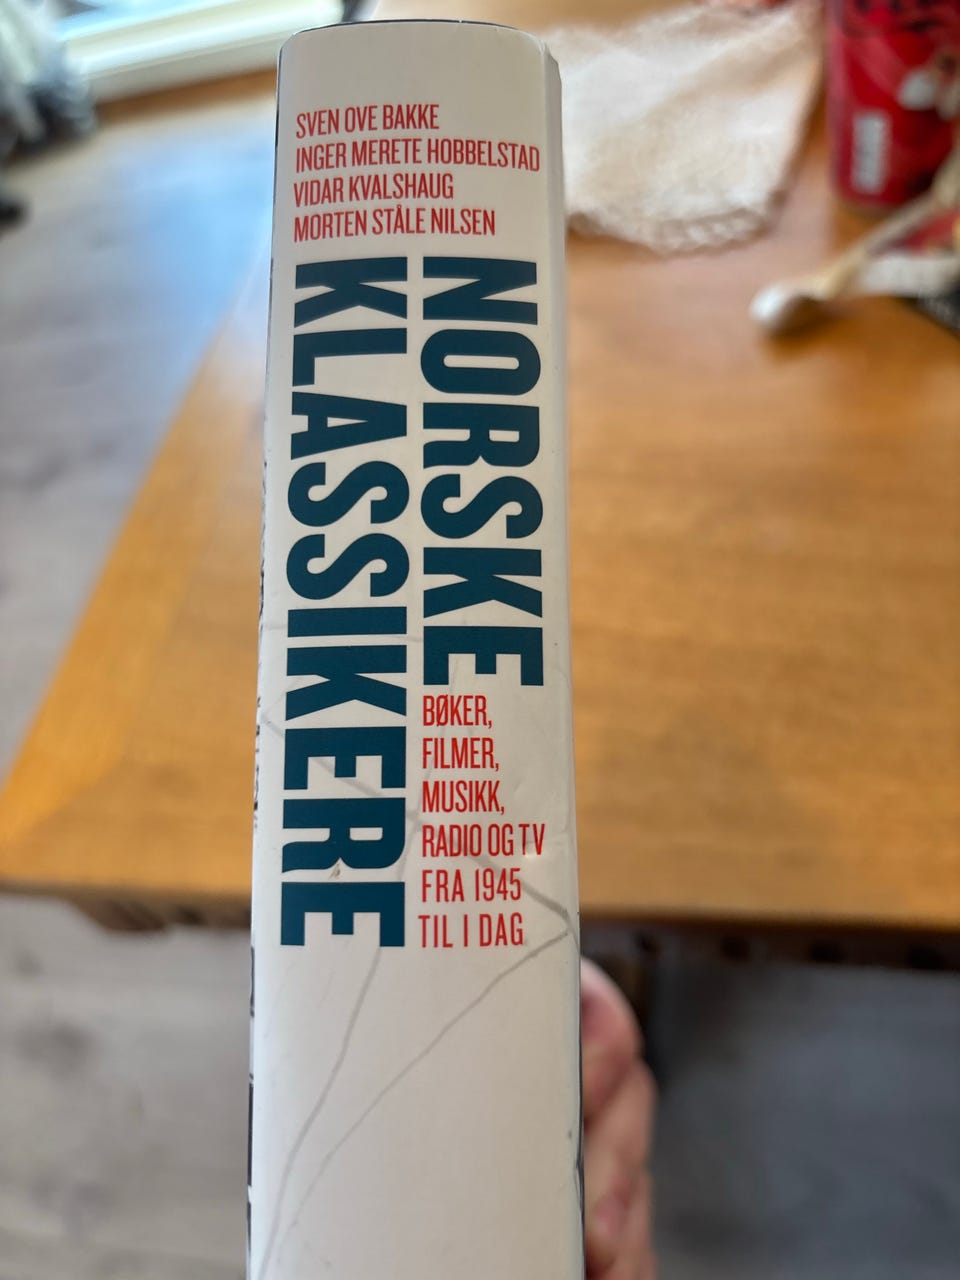 SVEN OVE BAKKE
INGER MERETE HOBBELSTAD
VIDAR KVALSHAUG
MORTEN STÅLE NILSEN
NORSKE
KLASSIKERE
BØKER,
FILMER,
MUSIKK,
RADIO OG TV
FRA 1945
TIL I DAG